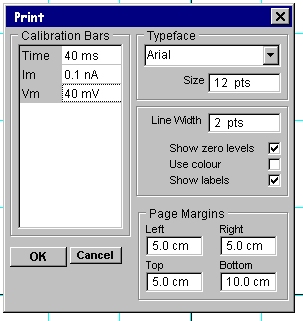 Print
Calibration Bars
Time 40 ms
Im 0.1 nA
Vm 40 mV
OK
Cancel
Typeface
Arial
Size 12 pts
Line Width 2 pts
Show zero levels
Use colour
Show labels
Page Margins
Left Right
5.0 cm 5.0 cm
Top Bottom
5.0 cm 10.0 cm